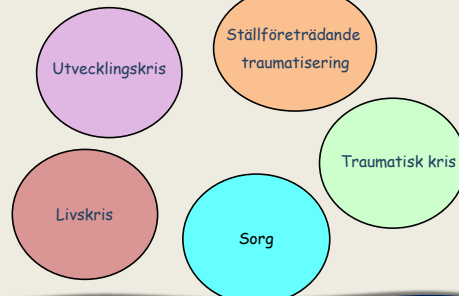 Ställföreträdande
traumatisering
Utvecklingskris
Traumatisk kris
Livskris
Sorg